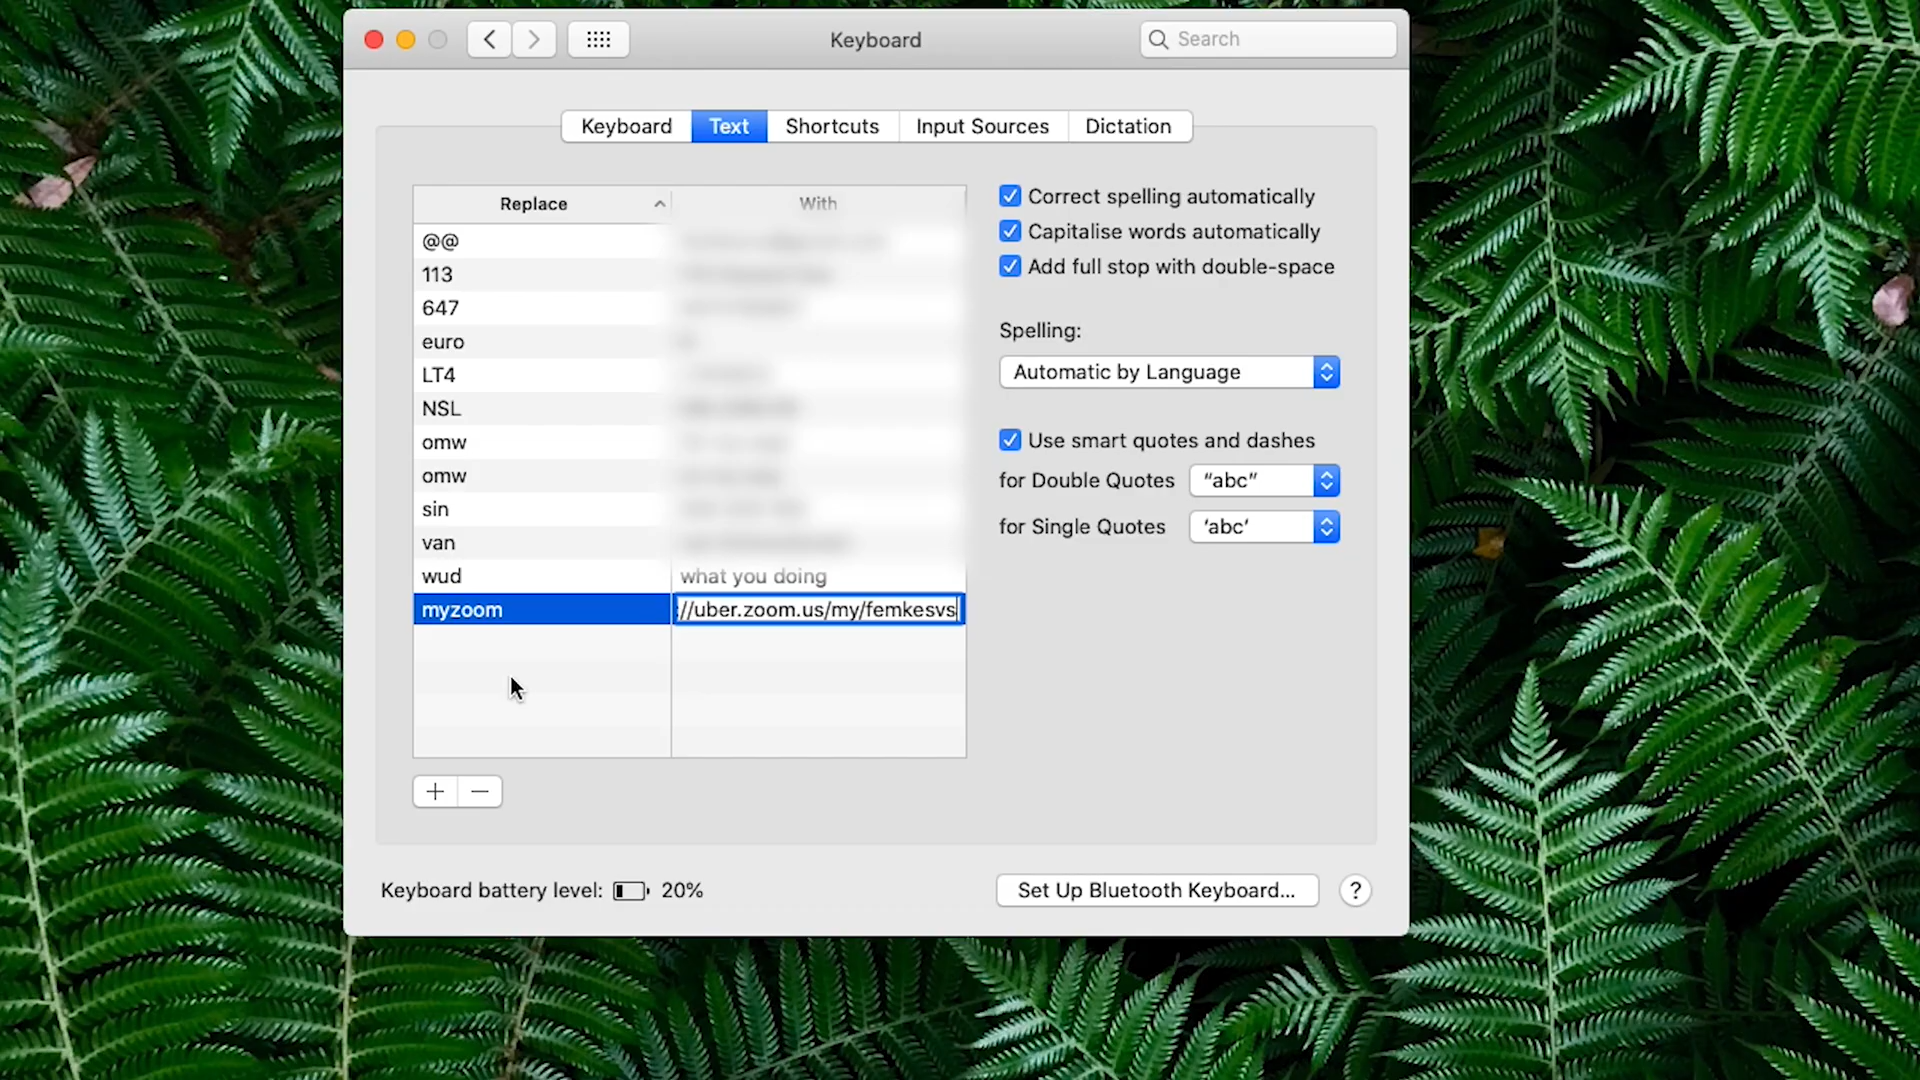 Keyboard
Search
Keyboard Text Shortcuts Input Sources Dictation
Replace With
@@
113
647
euro
LT4
NSL
omw
omw
sin
van
wud what you doing
myzoom ://uber.zoom.us/my/femkesvs
Correct spelling automatically
Capitalise words automatically
Add full stop with double-space
Spelling:
Automatic by Language
Use smart quotes and dashes
for Double Quotes “abc”
for Single Quotes ‘abc’
+ −
Keyboard battery level: 20%
Set Up Bluetooth Keyboard... ?